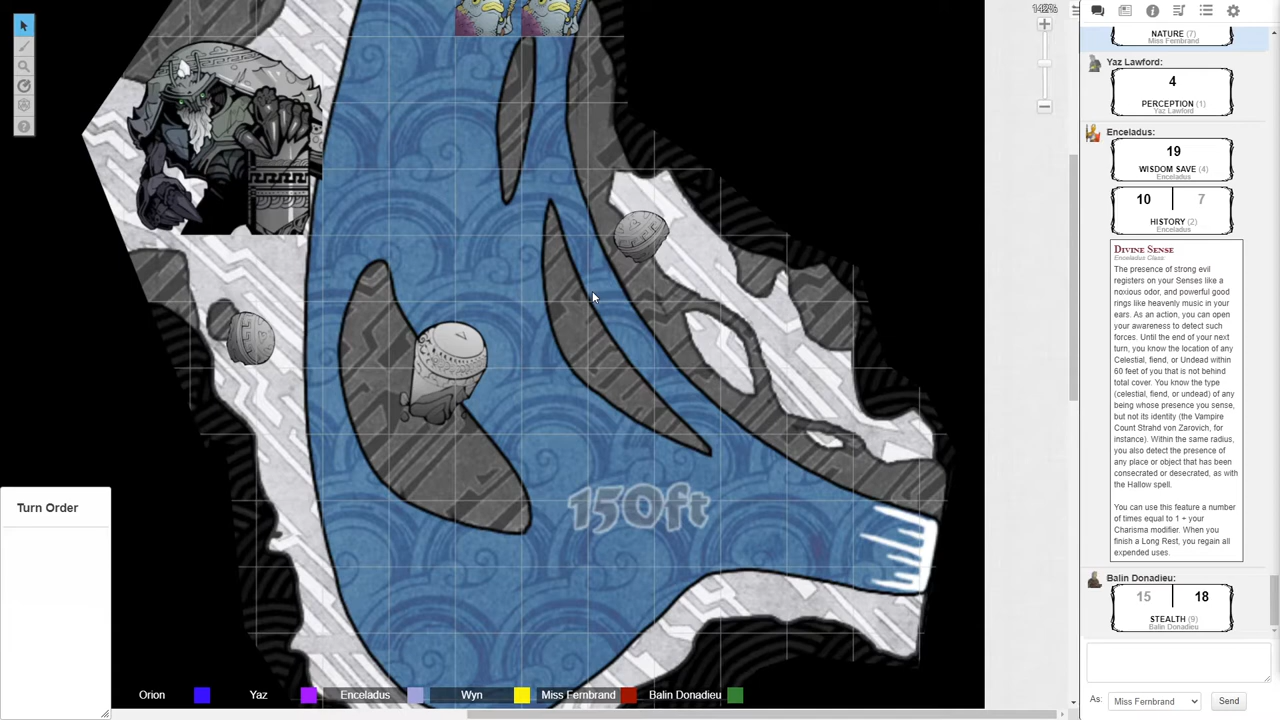 142%
NATURE (7)
Miss Fernbrand
Yaz Lawford:
4
PERCEPTION (1)
Yaz Lawford
Enceladus:
19
WISDOM SAVE (4)
Enceladus
10 7
HISTORY (2)
Enceladus
DIVINE SENSE
Enceladus Class
The presence of strong evil
registers on your Senses like a
noxious odor, and powerful good
rings like heavenly music in your
ears. As an action, you can open
your awareness to detect such
forces. Until the end of your next
turn, you know the location of any
Celestial, fiend, or Undead within
60 feet of you that is not behind
total cover. You know the type
(celestial, fiend, or undead) of any
being whose presence you sense,
but not its identity (the Vampire
Count Strahd von Zarovich, for
instance). Within the same radius,
you also detect the presence of
any place or object that has been
consecrated or desecrated, as with
the Hallow spell.
You can use this feature a number
of times equal to 1 + your
Charisma modifier. When you
finish a Long Rest, you regain all
expended uses.
Balin Donadieu:
15 18
STEALTH (9)
Balin Donadieu
As: Miss Fernbrand
Send
Turn Order
150ft
Orion
Yaz
Enceladus
Wyn
Miss Fernbrand
Balin Donadieu